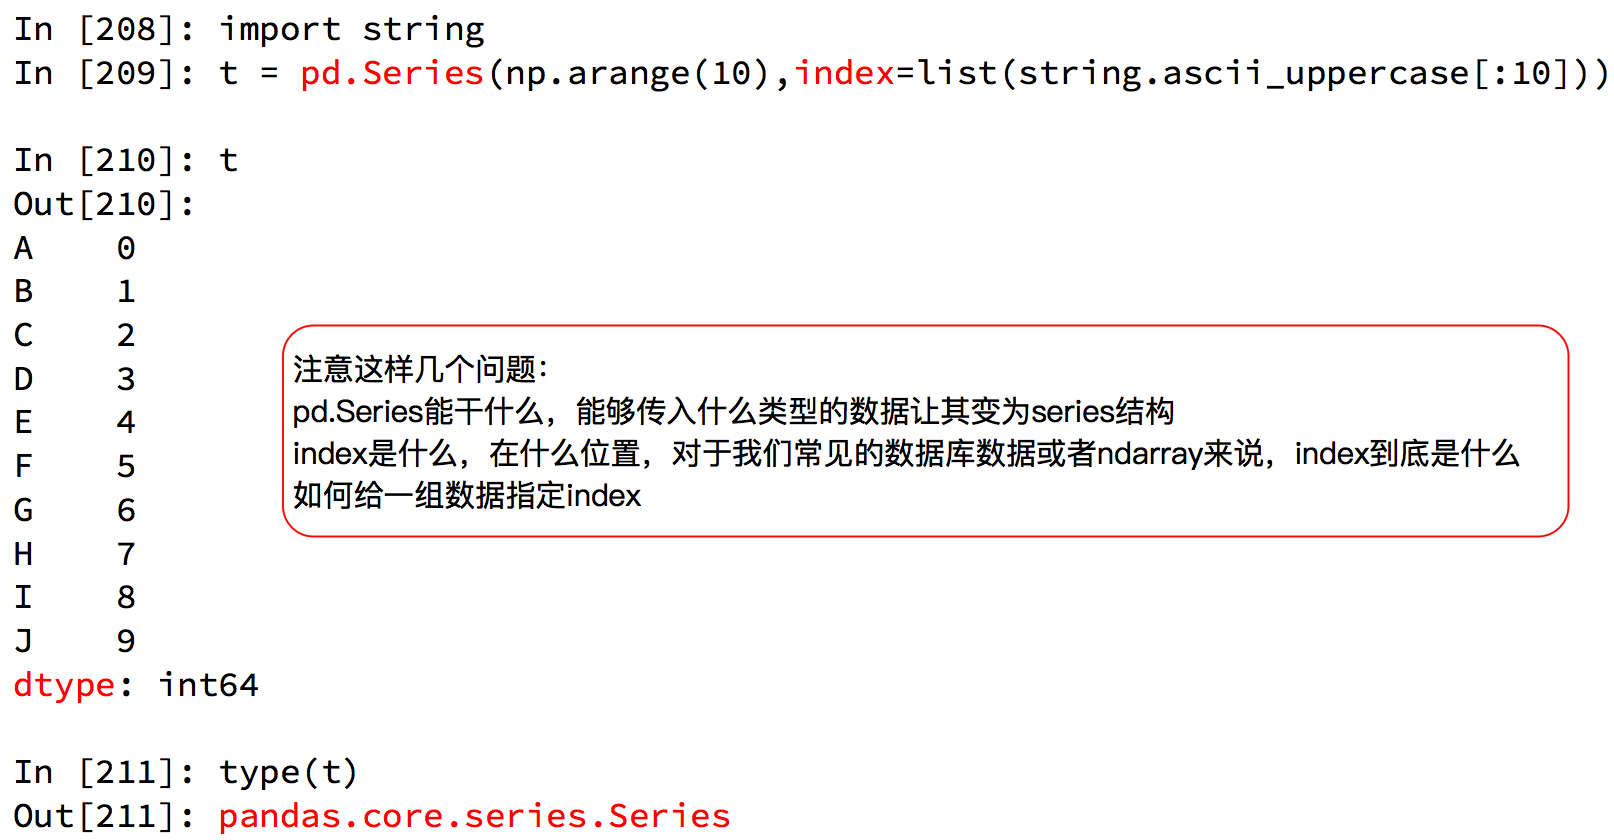 In [208]: import string
In [209]: t = pd.Series(np.arange(10),index=list(string.ascii_uppercase[:10]))
In [210]: t
Out[210]:
A    0
B    1
C    2
D    3
E    4
F    5
G    6
H    7
I    8
J    9
dtype: int64
注意这样几个问题：
pd.Series能干什么，能够传入什么类型的数据让其变为series结构
index是什么，在什么位置，对于我们常见的数据库数据或者ndarray来说，index到底是什么
如何给一组数据指定index
In [211]: type(t)
Out[211]: pandas.core.series.Series